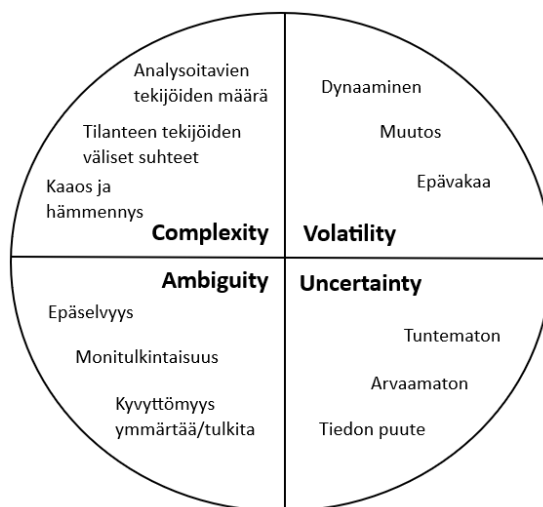 Analysoitavien
tekijöiden määrä
Tilanteen tekijöiden
väliset suhteet
Kaaos ja
hämmennys
Complexity
Dynaaminen
Muutos
Epävakaa
Volatility
Ambiguity
Epäselvyys
Monitulkintaisuus
Kyvyttömyys
ymmärtää/tulkita
Uncertainty
Tuntematon
Arvaamaton
Tiedon puute